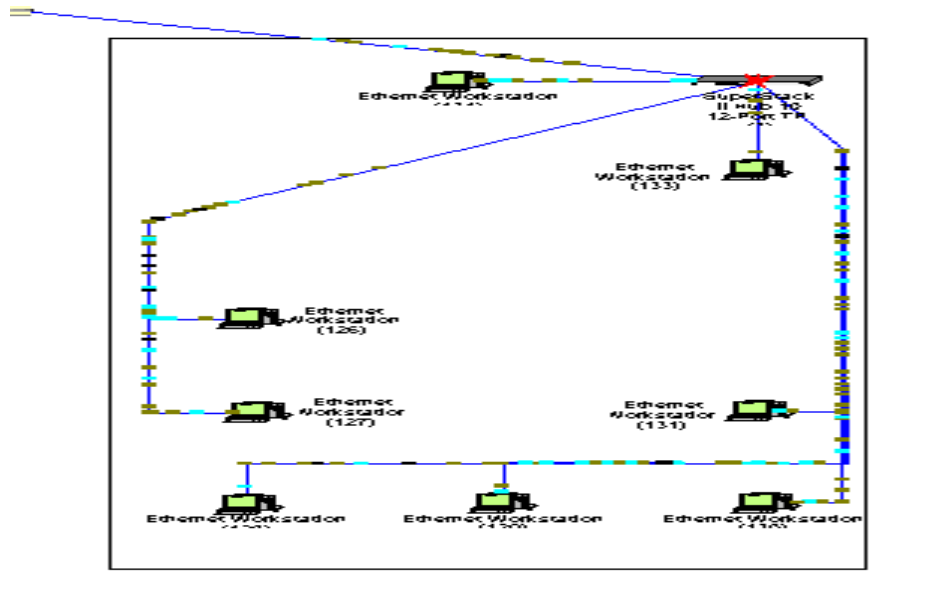 Ethernet Workstation
SuperStack
II Hub 10
12-Port TP
Ethernet
Workstation
(133)
Ethernet
Workstation
(126)
Ethernet
Workstation
(127)
Ethernet
Workstation
(131)
Ethernet Workstation
Ethernet Workstation
Ethernet Workstation